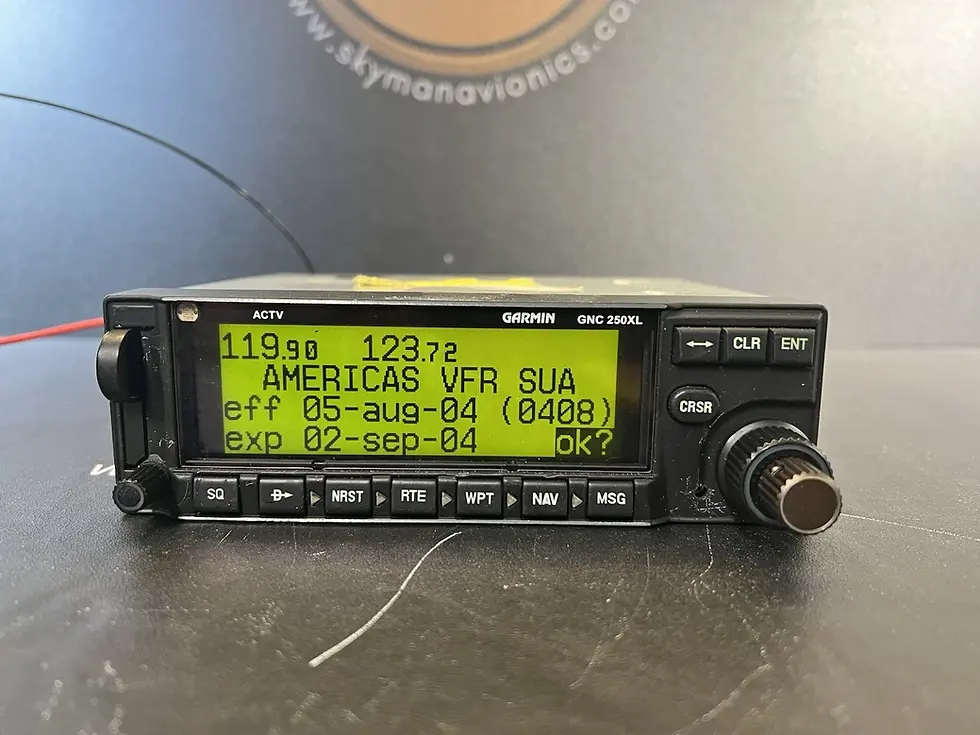 www.skymanavionics.co
ACTV
GARMIN GNC 250XL
119.90 123.72
AMERICAS VFR SUA
eff 05-aug-04 (0408)
exp 02-sep-04 ok?
CLR ENT
CRSR
SQ D NRST RTE WPT NAV MSG